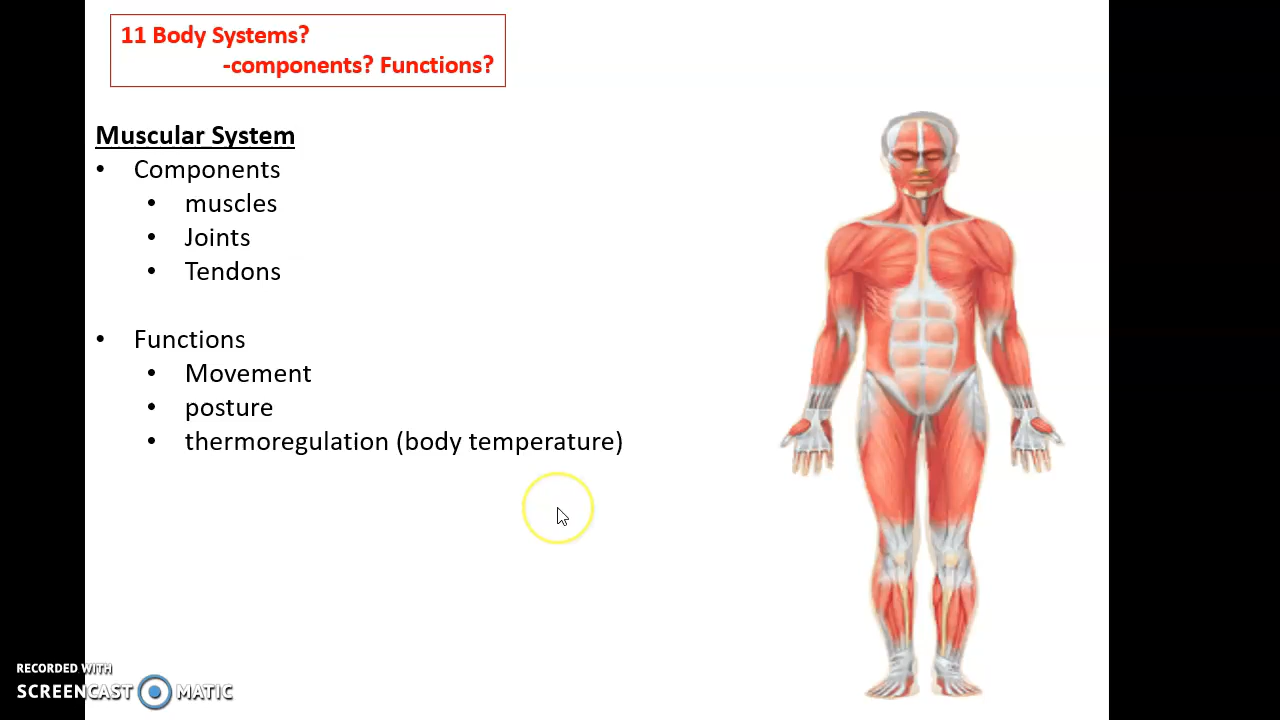 11 Body Systems?
-components? Functions?
Muscular System
• Components
• muscles
• Joints
• Tendons
• Functions
• Movement
• posture
• thermoregulation (body temperature)
RECORDED WITH
SCREENCAST MATIC